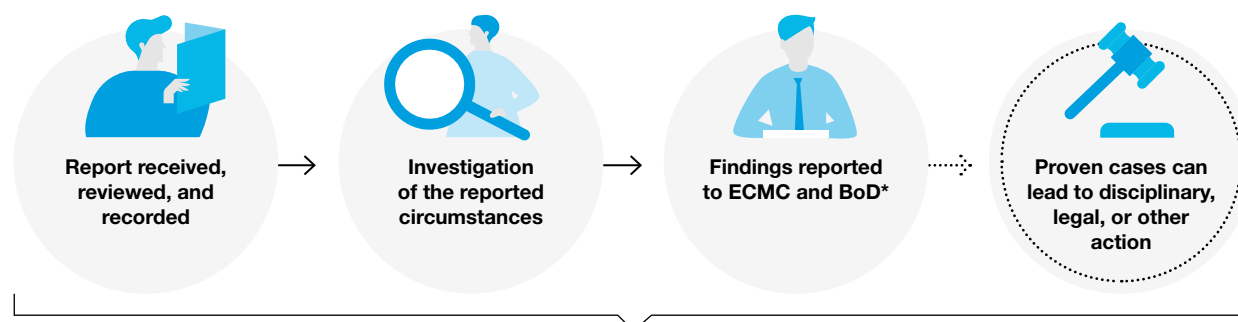 Report received,
reviewed, and
recorded
Investigation
of the reported
circumstances
Findings reported
to ECMC and BoD*
Proven cases can
lead to disciplinary,
legal, or other
action